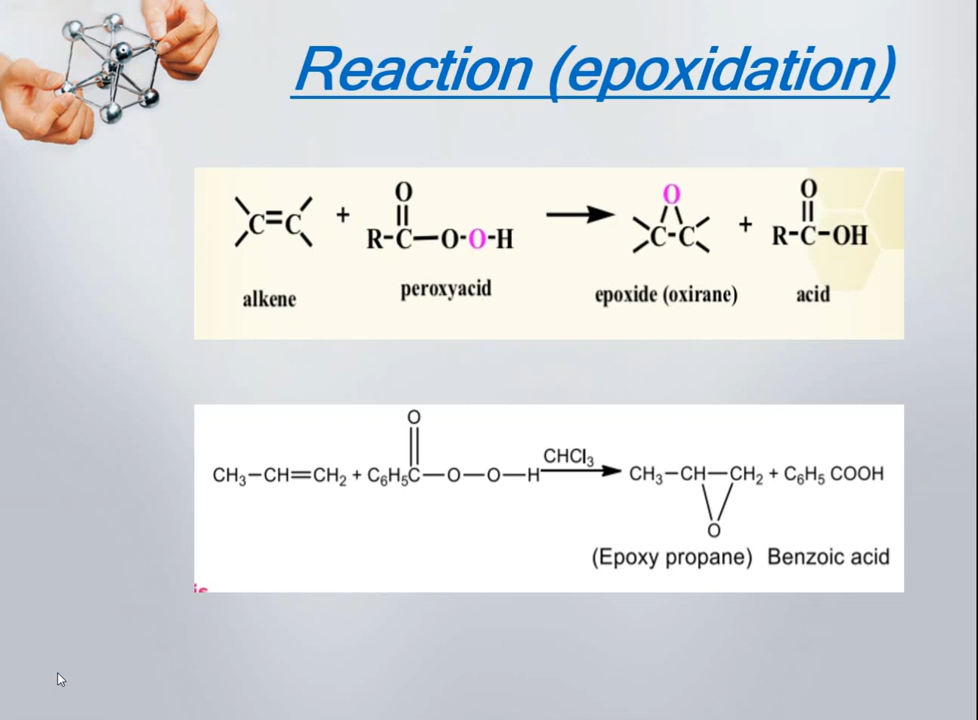 Reaction (epoxidation)
O
O
O
C=C + R-C-O-O-H → C-C + R-C-OH
alkene peroxyacid epoxide (oxirane) acid
O
CH₃-CH=CH₂ + C₆H₅C-O-O-H CHCl₃ → CH₃-CH-CH₂ + C₆H₅ COOH
O
(Epoxy propane) Benzoic acid